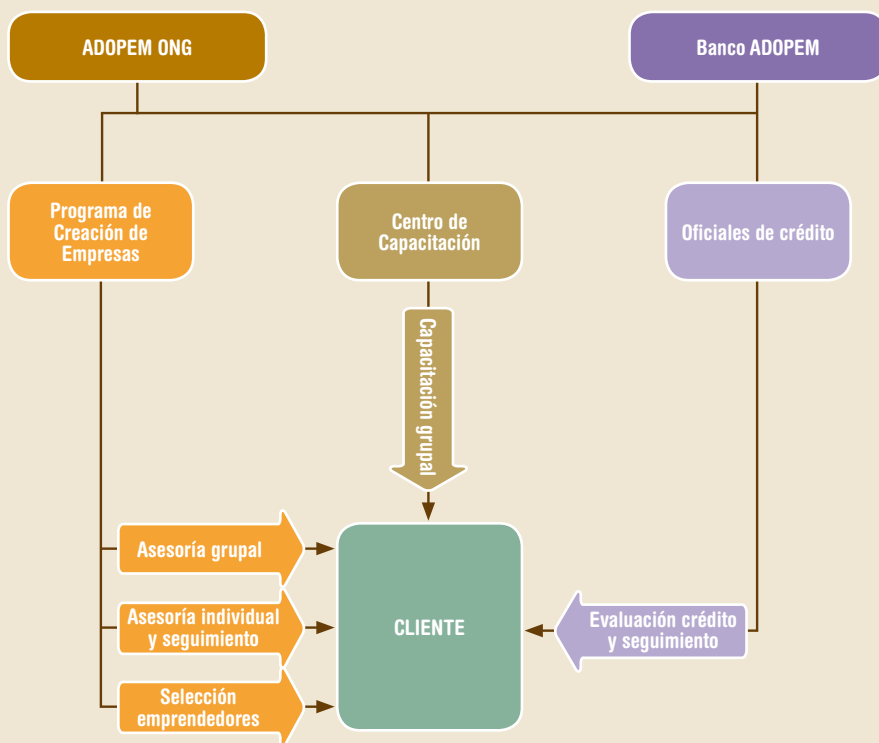 ADOPEM ONG
Banco ADOPEM
Programa de
Creación de
Empresas
Centro de
Capacitación
Oficiales de crédito
Capacitación grupal
Asesoría grupal
Asesoría individual
y seguimiento
Selección
emprendedores
CLIENTE
Evaluación crédito
y seguimiento